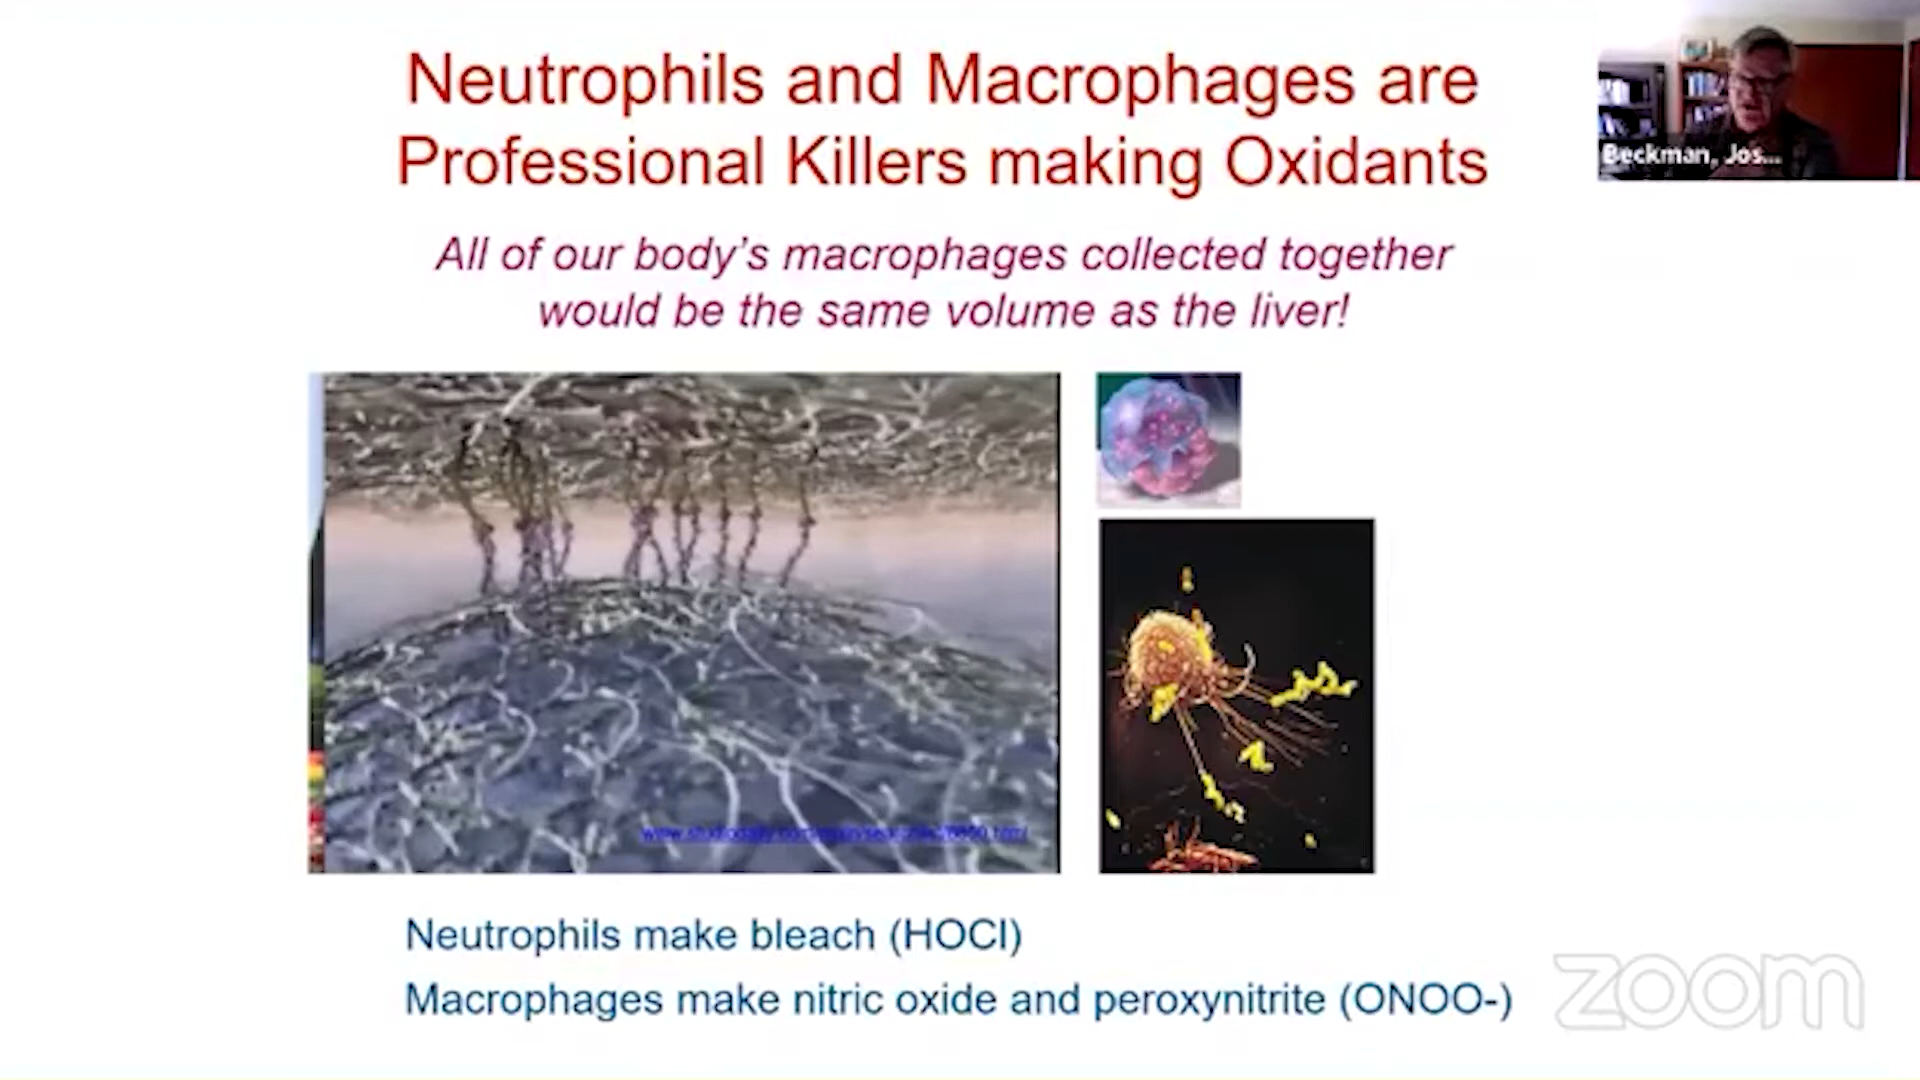 Neutrophils and Macrophages are
Professional Killers making Oxidants
Beckman, Jos...
All of our body's macrophages collected together
would be the same volume as the liver!
Neutrophils make bleach (HOCl)
Macrophages make nitric oxide and peroxynitrite (ONOO-)
zoom